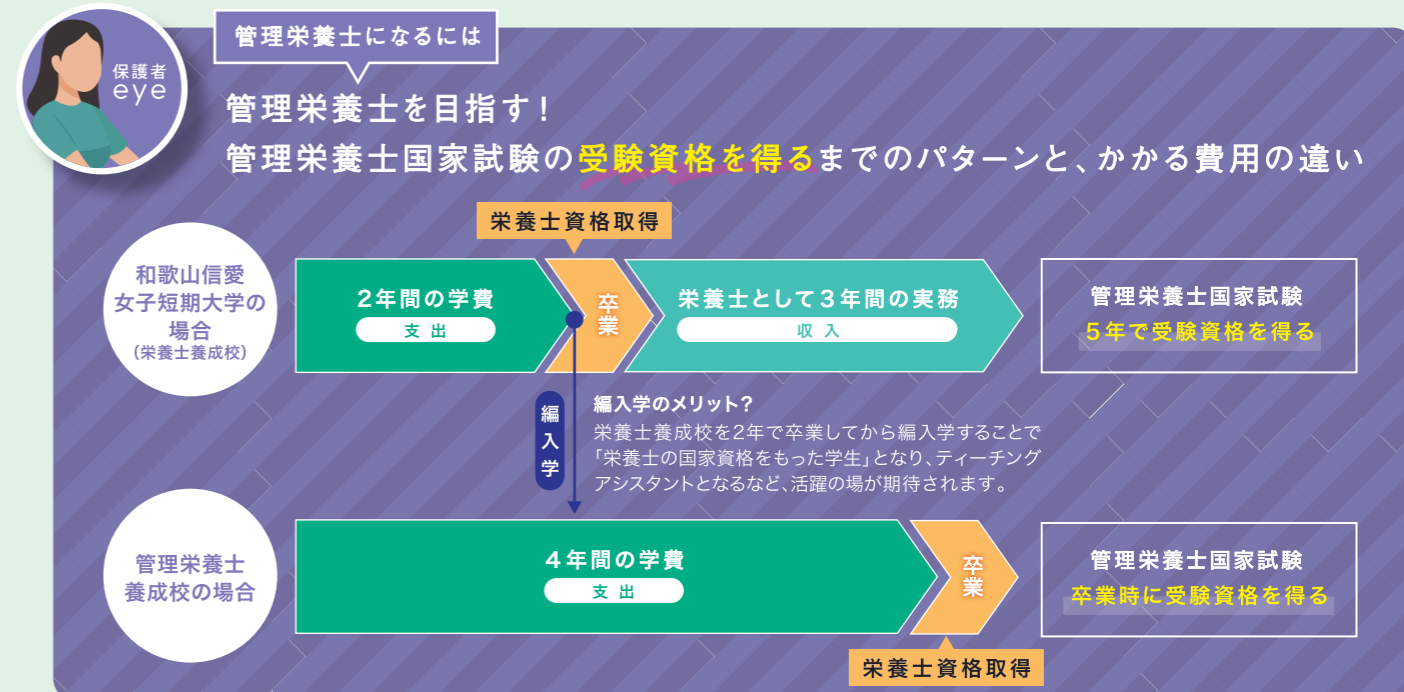 保護者
eye
管理栄養士になるには
管理栄養士を目指す！
管理栄養士国家試験の受験資格を得るまでのパターンと、かかる費用の違い
栄養士資格取得
和歌山信愛
女子短期大学の
場合
（栄養士養成校）
2年間の学費
支出
卒業
栄養士として3年間の実務
収入
管理栄養士国家試験
5年で受験資格を得る
編入学
編入学のメリット？
栄養士養成校を2年で卒業してから編入学することで
「栄養士の国家資格をもった学生」となり、ティーチング
アシスタントとなるなど、活躍の場が期待されます。
管理栄養士
養成校の場合
4年間の学費
支出
卒業
管理栄養士国家試験
卒業時に受験資格を得る
栄養士資格取得